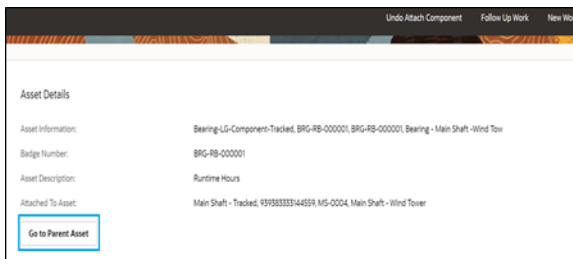 Undo Attach Component Follow Up Work New Wo
Asset Details
Asset Information: Bearing-LG-Component-Tracked, BRG-RB-000001, BRG-RB-000001, Bearing - Main Shaft -Wind Tow
Badge Number: BRG-RB-000001
Asset Description: Runtime Hours
Attached To Asset: Main Shaft - Tracked, 939383333144559, MS-0004, Main Shaft - Wind Tower
Go to Parent Asset